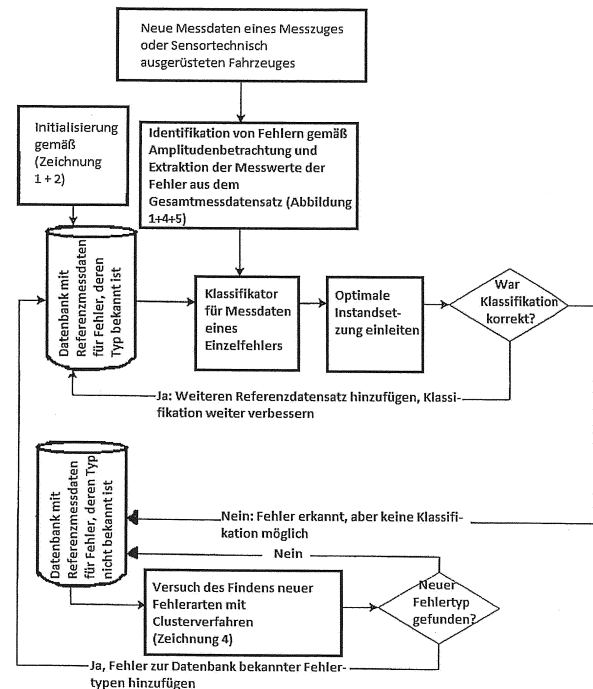 Neue Messdaten eines Messzuges
oder Sensortechnisch
ausgerüsteten Fahrzeuges
Initialisierung
gemäß
(Zeichnung
1 + 2)
Identifikation von Fehlern gemäß
Amplitudenbetrachtung und
Extraktion der Messwerte der
Fehler aus dem
Gesamtmessdatensatz (Abbildung
1+4+5)
Datenbank mit
Referenzmessdaten
für Fehler, deren
Typ bekannt ist
Klassifikator
für Messdaten
eines
Einzelfehlers
Optimale
Instandset-
zung einleiten
War
Klassifikation
korrekt?
Ja: Weiteren Referenzdatensatz hinzufügen, Klassi-
fikation weiter verbessern
Datenbank mit
Referenzmessdaten
für Fehler, deren Typ
nicht bekannt ist
Nein: Fehler erkannt, aber keine Klassifi-
kation möglich
Nein
Versuch des Findens neuer
Fehlerarten mit
Clusterverfahren
(Zeichnung 4)
Neuer
Fehlertyp
gefunden?
Ja, Fehler zur Datenbank bekannter Fehler-
typen hinzufügen